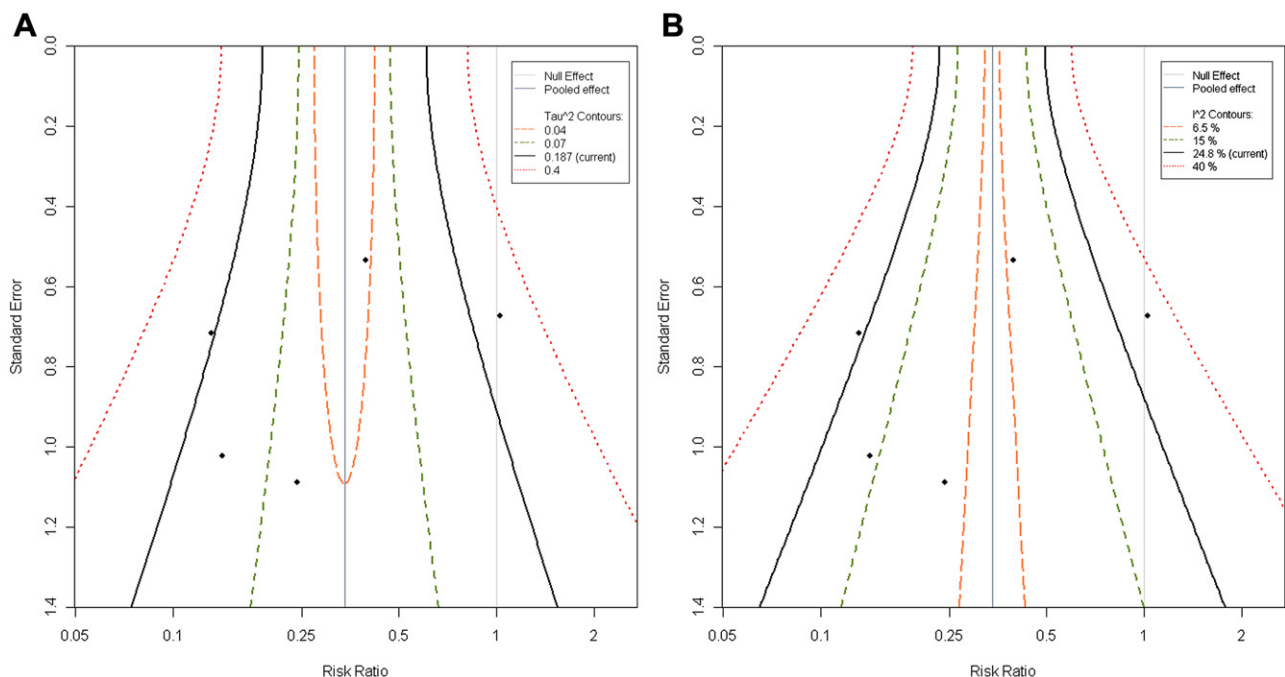 A
Standard Error
0.0
0.2
0.4
0.6
0.8
1.0
1.2
1.4
Null Effect
Pooled effect
Tau^2 Contours:
0.04
0.07
0.187 (current)
0.4
0.05 0.1 0.25 0.5 1 2
Risk Ratio
B
Standard Error
0.0
0.2
0.4
0.6
0.8
1.0
1.2
1.4
Null Effect
Pooled effect
I^2 Contours:
6.5 %
15 %
24.8 % (current)
40 %
0.05 0.1 0.25 0.5 1 2
Risk Ratio